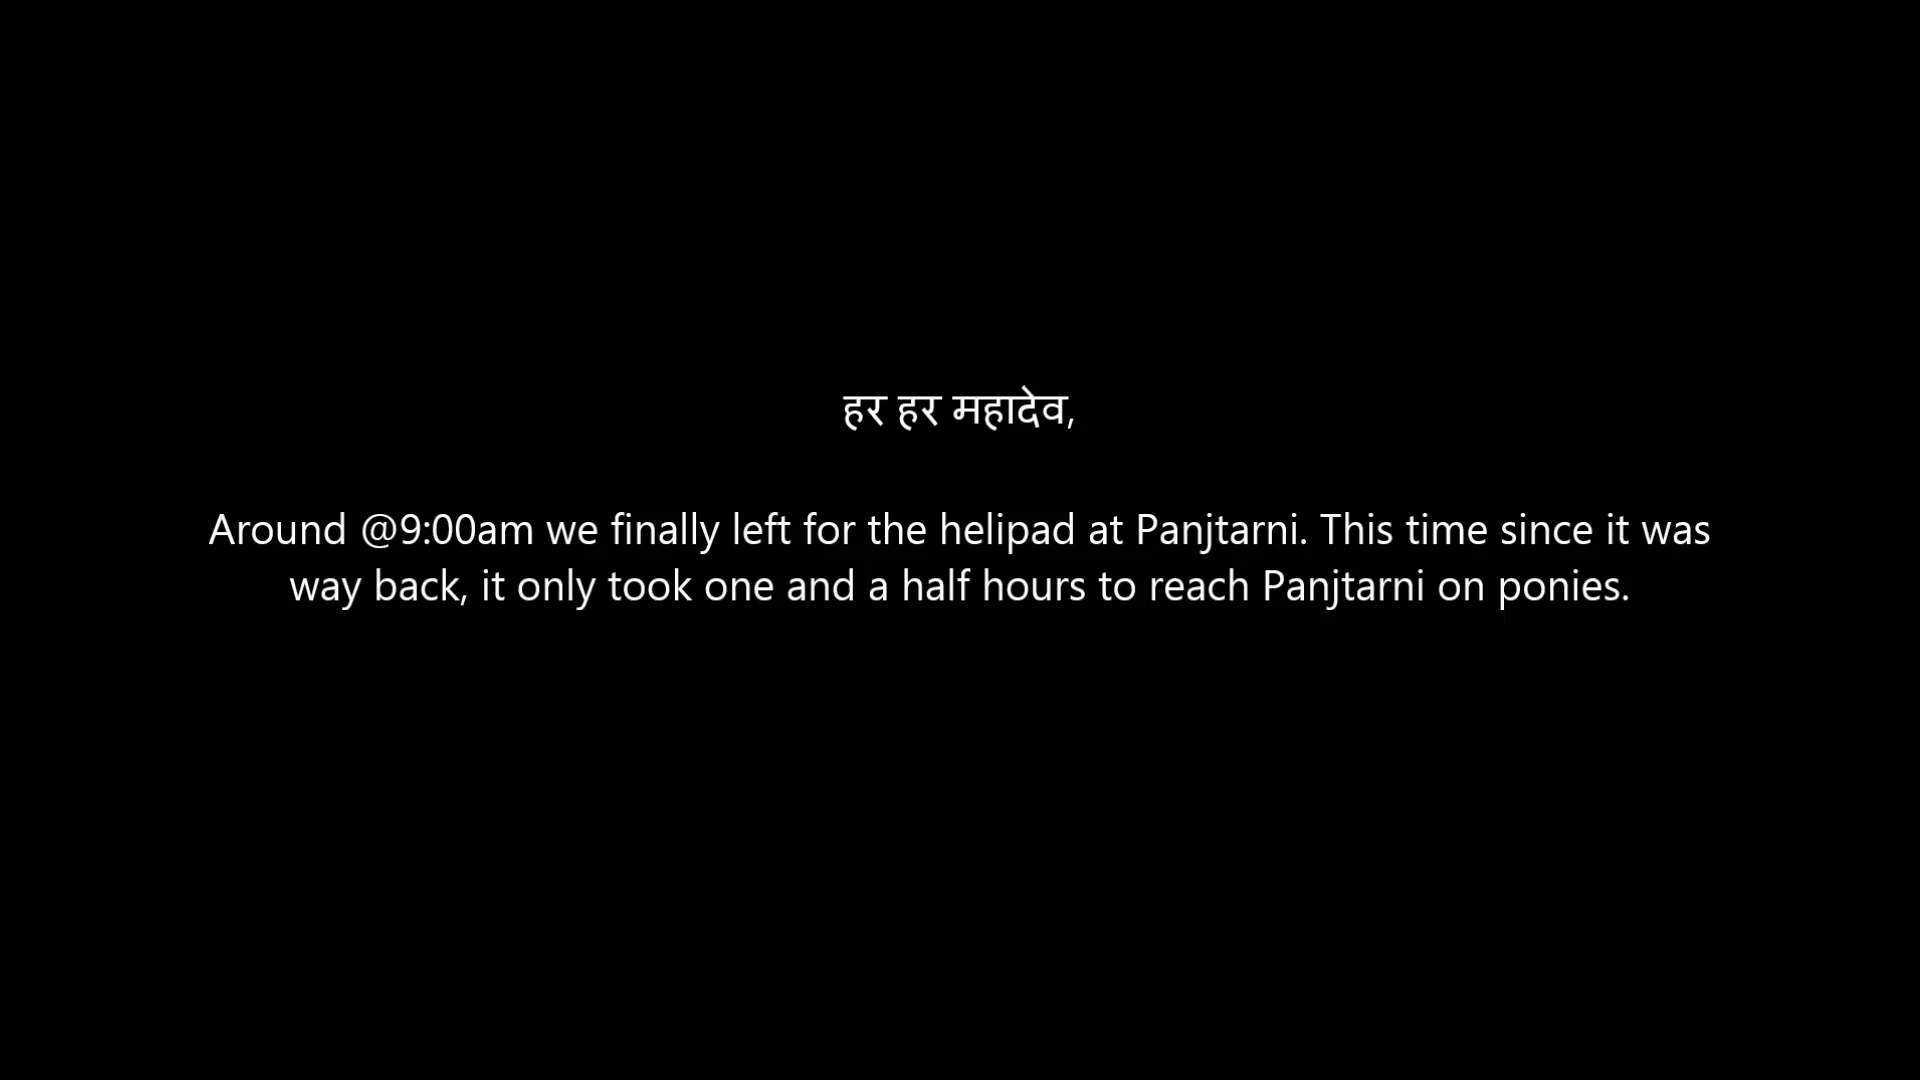 हर हर महादेव,
Around @9:00am we finally left for the helipad at Panjtarni. This time since it was
way back, it only took one and a half hours to reach Panjtarni on ponies.